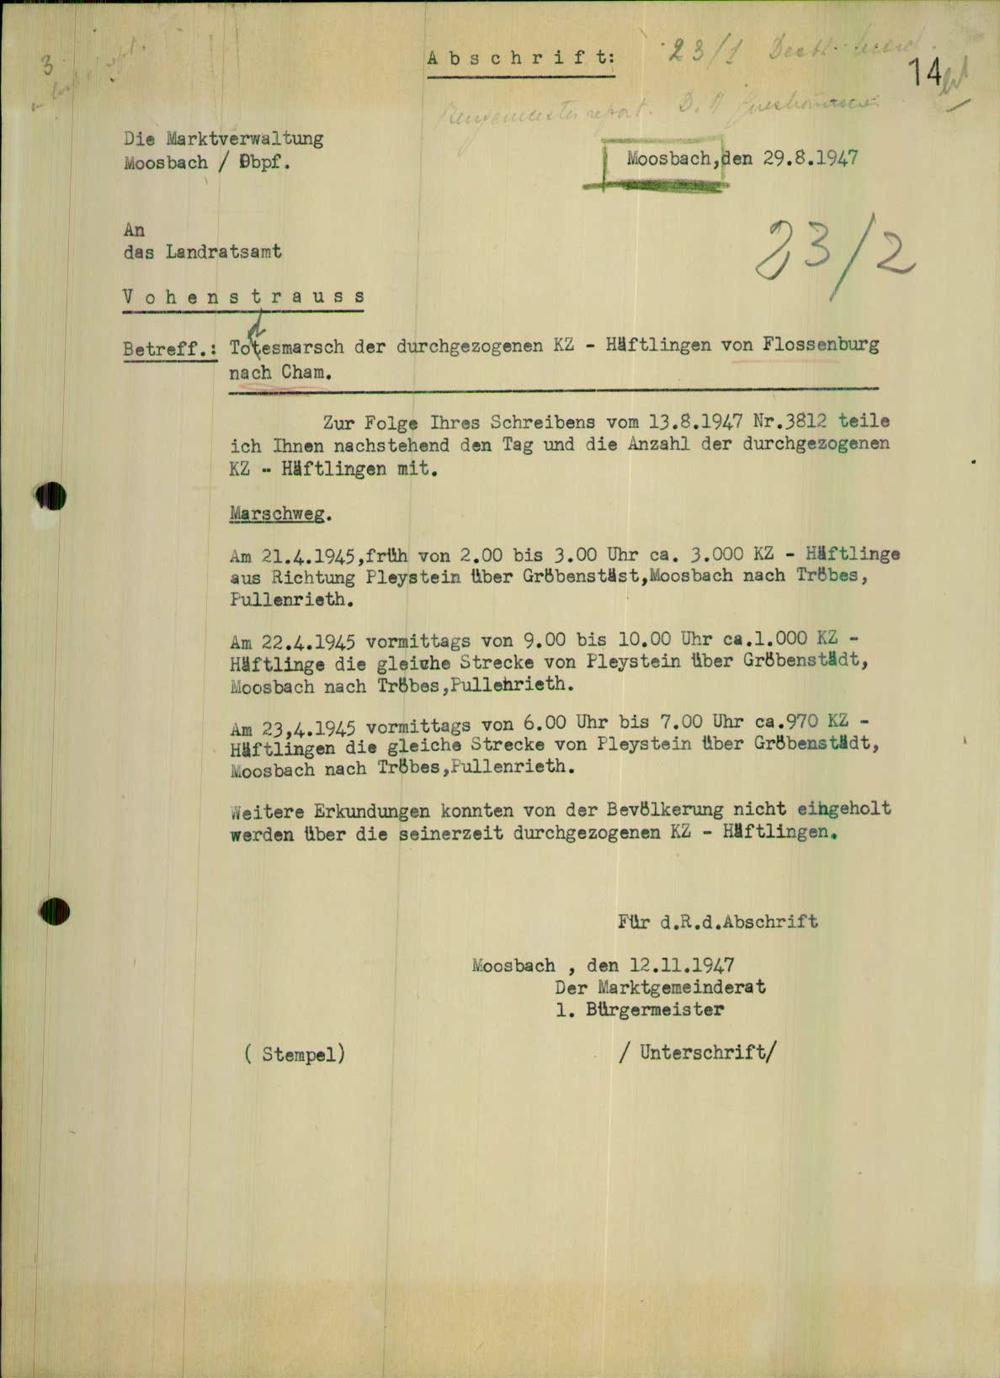 3
A b s c h r i f t:
23/1
14
report. D.
Die Marktverwaltung
Moosbach / Obpf.
Moosbach,den 29.8.1947
An
das Landratsamt
23/2
V o h e n s t r a u s s
d
Betreff.: Totesmarsch der durchgezogenen KZ - Häftlingen von Flossenburg
nach Cham.
Zur Folge Ihres Schreibens vom 13.8.1947 Nr.3812 teile
ich Ihnen nachstehend den Tag und die Anzahl der durchgezogenen
KZ - Häftlingen mit.
Marschweg.
Am 21.4.1945,früh von 2.00 bis 3.00 Uhr ca. 3.000 KZ - Häftlinge
aus Richtung Pleystein über Gröbenstäst,Moosbach nach Tröbes,
Pullenrieth.
Am 22.4.1945 vormittags von 9.00 bis 10.00 Uhr ca.1.000 KZ -
Häftlinge die gleiche Strecke von Pleystein über Gröbenstädt,
Moosbach nach Tröbes,Pullenrieth.
Am 23,4.1945 vormittags von 6.00 Uhr bis 7.00 Uhr ca.970 KZ -
Häftlingen die gleiche Strecke von Pleystein über Gröbenstädt,
Moosbach nach Tröbes,Pullenrieth.
Weitere Erkundungen konnten von der Bevölkerung nicht eingeholt
werden über die seinerzeit durchgezogenen KZ - Häftlingen.
Für d.R.d.Abschrift
Moosbach , den 12.11.1947
Der Marktgemeinderat
1. Bürgermeister
( Stempel) / Unterschrift/